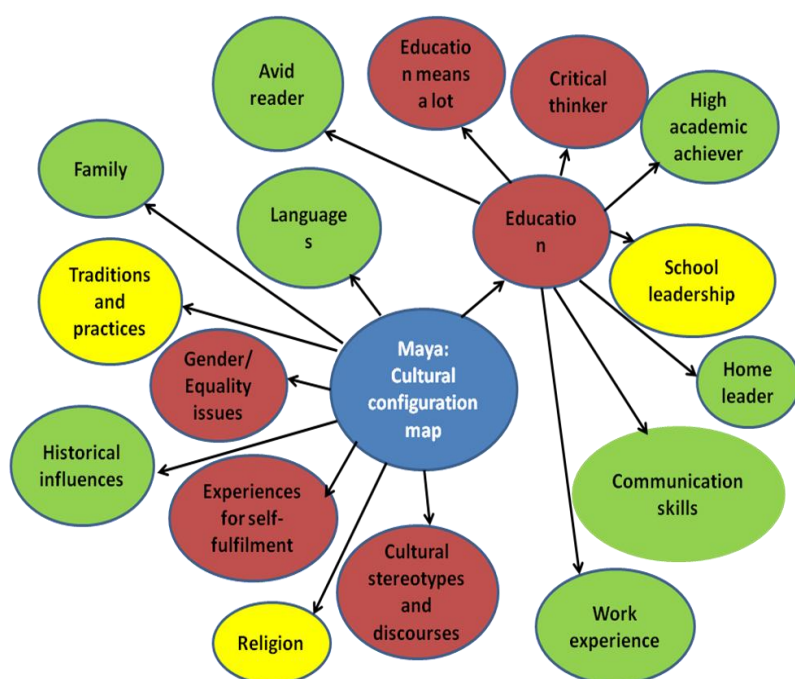 Avid
reader
Educatio
n means
a lot
Critical
thinker
High
academic
achiever
Family
Language
s
Educatio
n
Traditions
and
practices
School
leadership
Maya:
Cultural
configuration
map
Gender/
Equality
issues
Home
leader
Historical
influences
Experiences
for self-
fulfilment
Communication
skills
Cultural
stereotypes
and
discourses
Religion
Work
experience